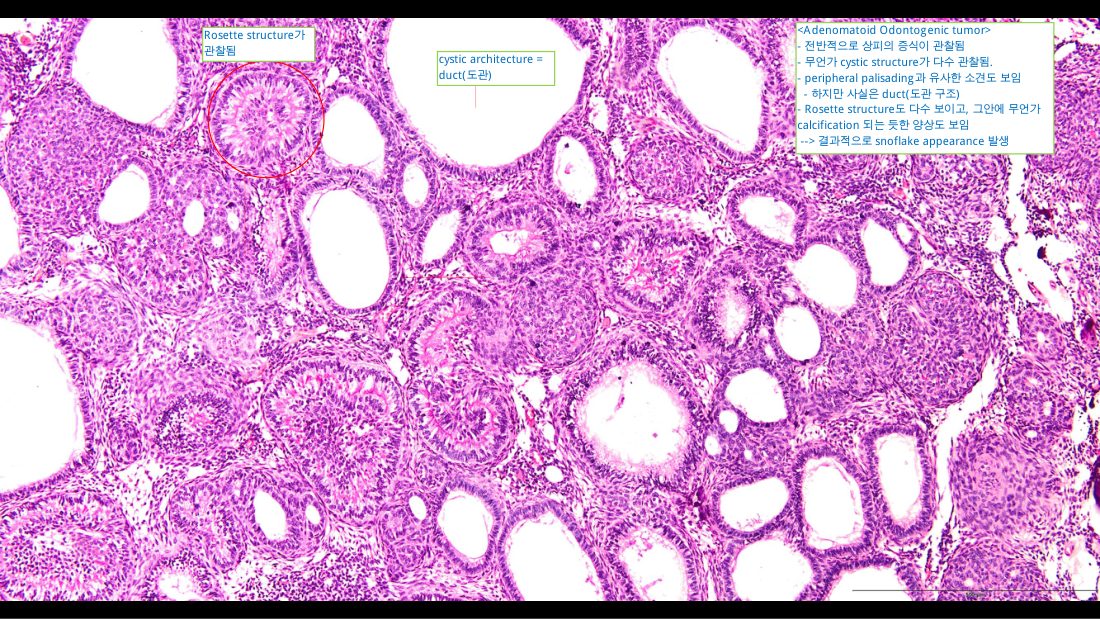 Rosette structure가
관찰됨
cystic architecture =
duct(도관)
<Adenomatoid Odontogenic tumor>
- 전반적으로 상피의 증식이 관찰됨
- 무언가 cystic structure가 다수 관찰됨.
- peripheral palisading과 유사한 소견도 보임
- 하지만 사실은 duct(도관 구조)
- Rosette structure도 다수 보이고, 그안에 무언가
calcification 되는 듯한 양상도 보임
--> 결과적으로 snoflake appearance 발생